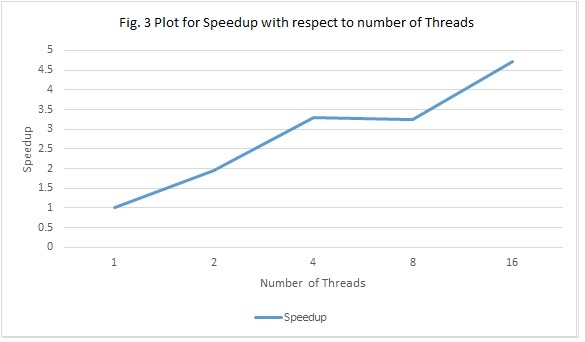 Fig. 3 Plot for Speedup with respect to number of Threads
5
4.5
4
3.5
3
2.5
2
1.5
1
0.5
0
Speedup
1 2 4 8 16
Number of Threads
Speedup